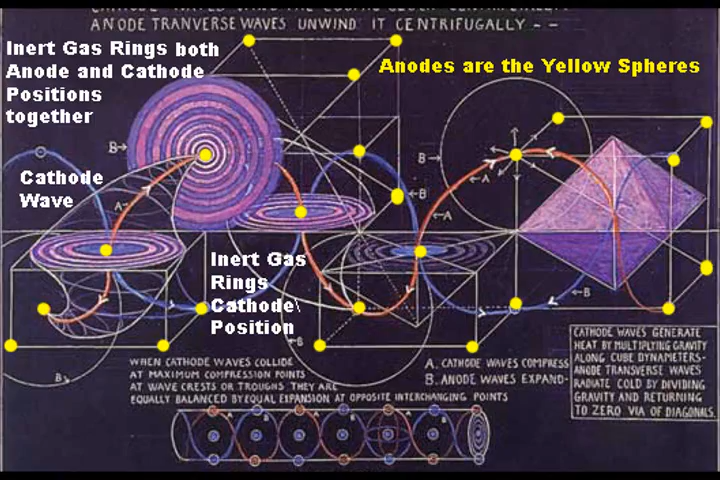 ANODE TRANVERSE WAVES UNWIND IT CENTRIFUGALLY - -
Inert Gas Rings both
Anode and Cathode
Positions
together
Anodes are the Yellow Spheres
B
B
Cathode
Wave
A
A
B
A
Inert Gas
Rings
Cathode\
Position
B
B
B
WHEN CATHODE WAVES COLLIDE
AT MAXIMUM COMPRESSION POINTS
AT WAVE CRESTS OR TROUGHS, THEY ARE
EQUALLY BALANCED BY EQUAL EXPANSION AT OPPOSITE INTERCHANGING POINTS
A. CATHODE WAVES COMPRESS
B. ANODE WAVES EXPAND-
CATHODE WAVES GENERATE
HEAT BY MULTIPLYING GRAVITY
ALONG CUBE DYNAMETERS-
ANODE TRANSVERSE WAVES
RADIATE COLD BY DIVIDING
GRAVITY AND RETURNING
TO ZERO VIA OF DIAGONALS.
A
B
A
B
A
B